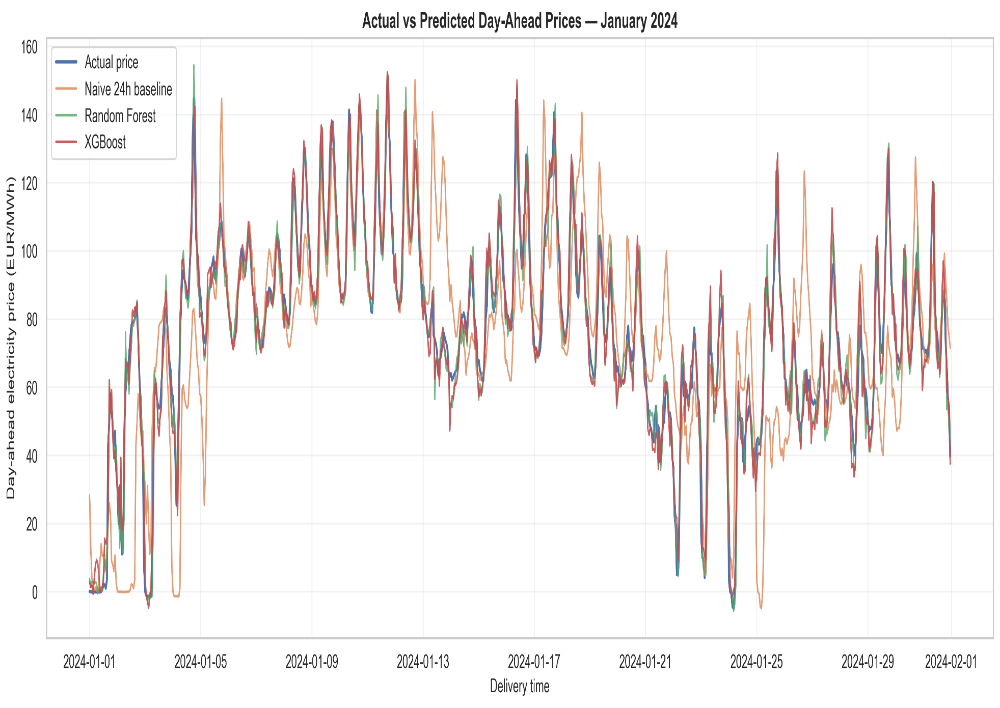 Actual vs Predicted Day-Ahead Prices — January 2024
Actual price
Naive 24h baseline
Random Forest
XGBoost
Day-ahead electricity price (EUR/MWh)
160
140
120
100
80
60
40
20
0
2024-01-01
2024-01-05
2024-01-09
2024-01-13
2024-01-17
2024-01-21
2024-01-25
2024-01-29
2024-02-01
Delivery time